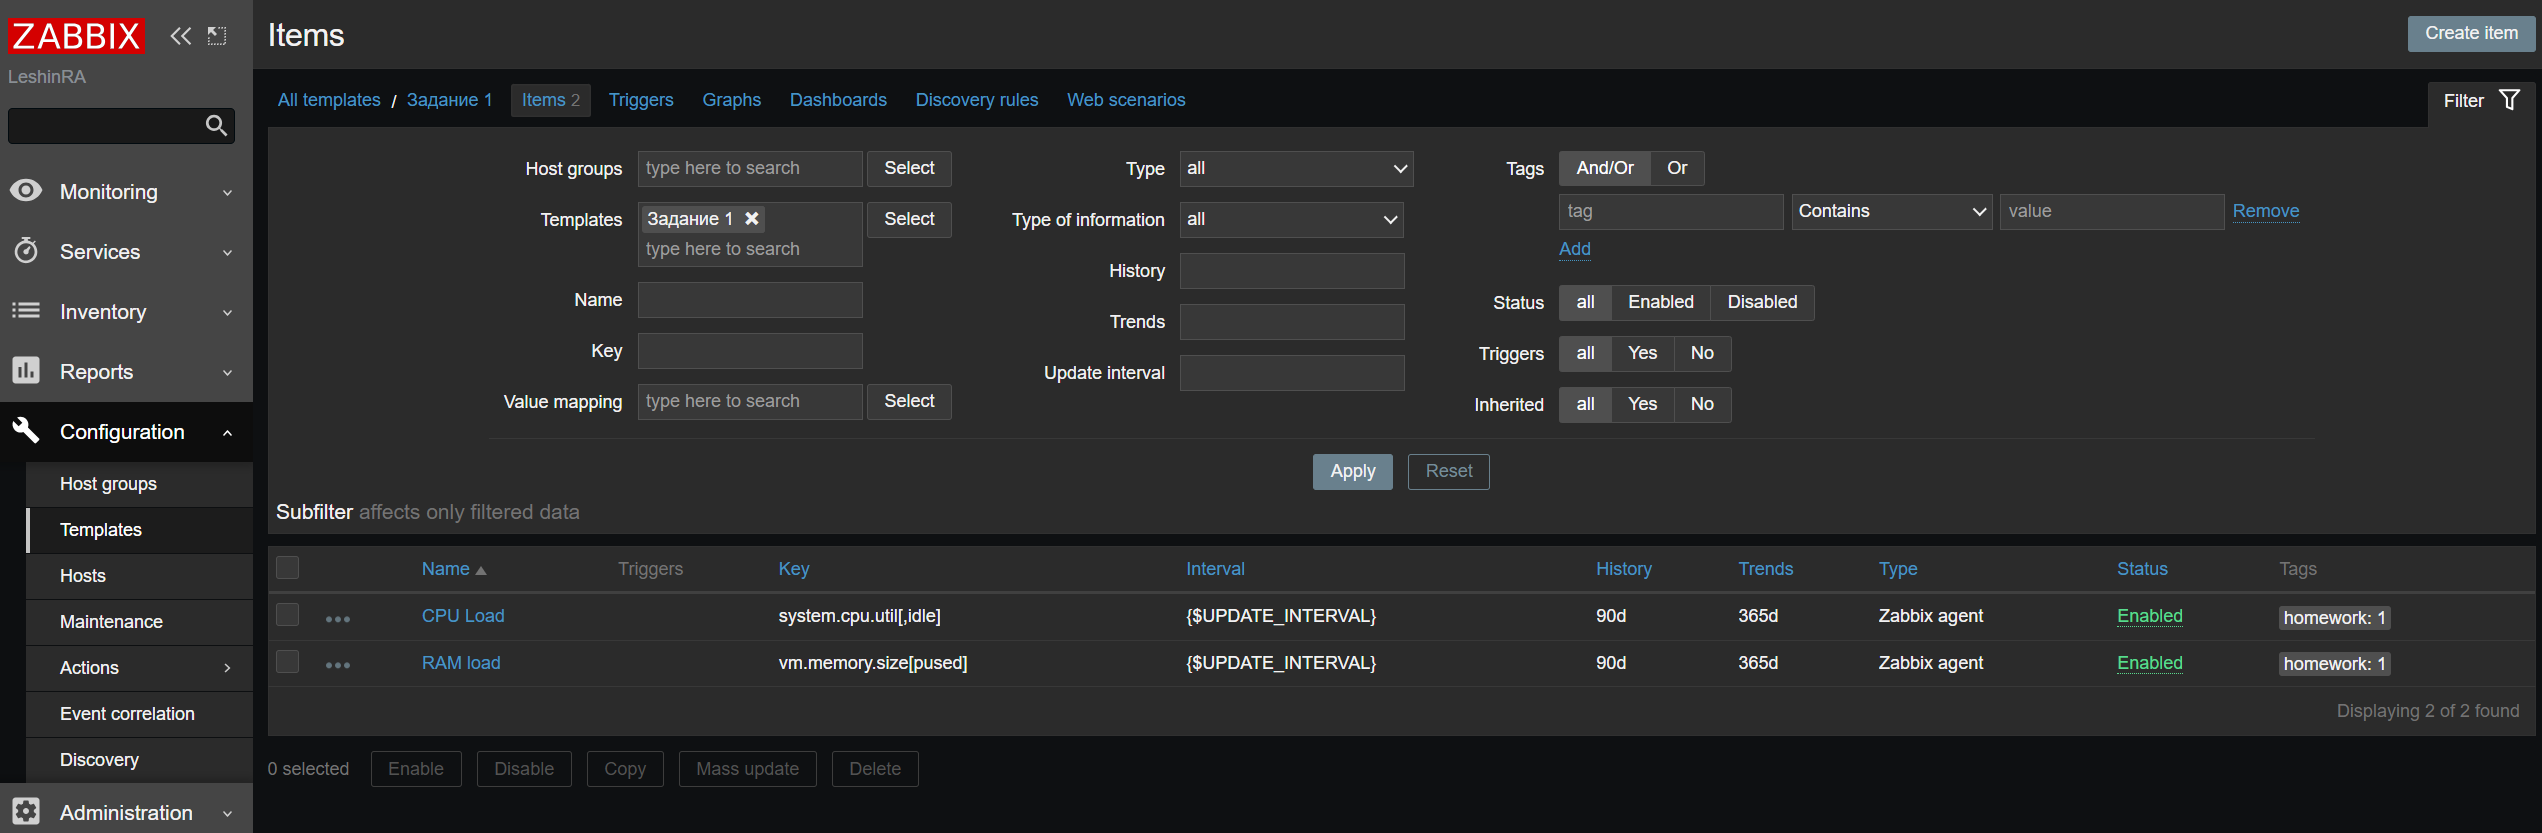 ZABBIX
LeshinRA
Monitoring
Services
Inventory
Reports
Configuration
Host groups
Templates
Hosts
Maintenance
Actions
Event correlation
Discovery
Administration
Items
Create item
All templates / Задание 1 Items 2 Triggers Graphs Dashboards Discovery rules Web scenarios
Filter
Host groups type here to search Select
Templates Задание 1 Select
type here to search
Name
Key
Value mapping type here to search Select
Type all
Type of information all
History
Trends
Update interval
Tags And/Or Or
tag Contains value Remove
Add
Status all Enabled Disabled
Triggers all Yes No
Inherited all Yes No
Apply Reset
Subfilter affects only filtered data
Name Triggers Key Interval History Trends Type Status Tags
CPU Load system.cpu.util[,idle] {$UPDATE_INTERVAL} 90d 365d Zabbix agent Enabled homework: 1
RAM load vm.memory.size[pused] {$UPDATE_INTERVAL} 90d 365d Zabbix agent Enabled homework: 1
Displaying 2 of 2 found
0 selected Enable Disable Copy Mass update Delete